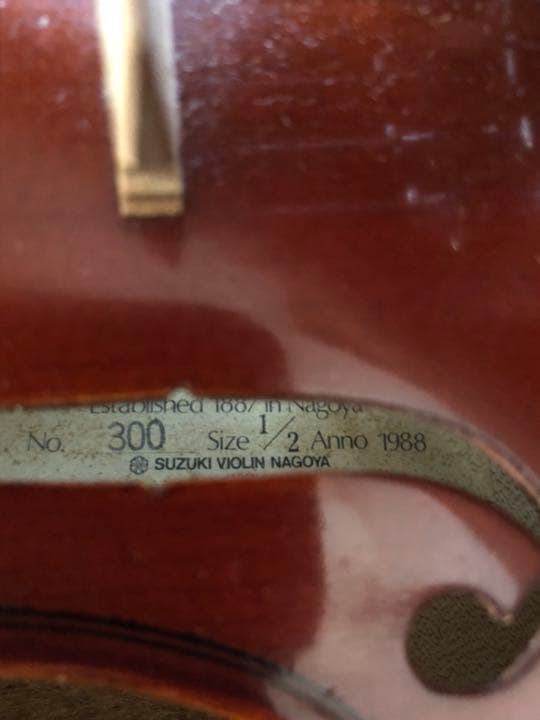 Established 1887 in Nagoya
No. 300 Size 1/2 Anno 1988
SUZUKI VIOLIN NAGOYA